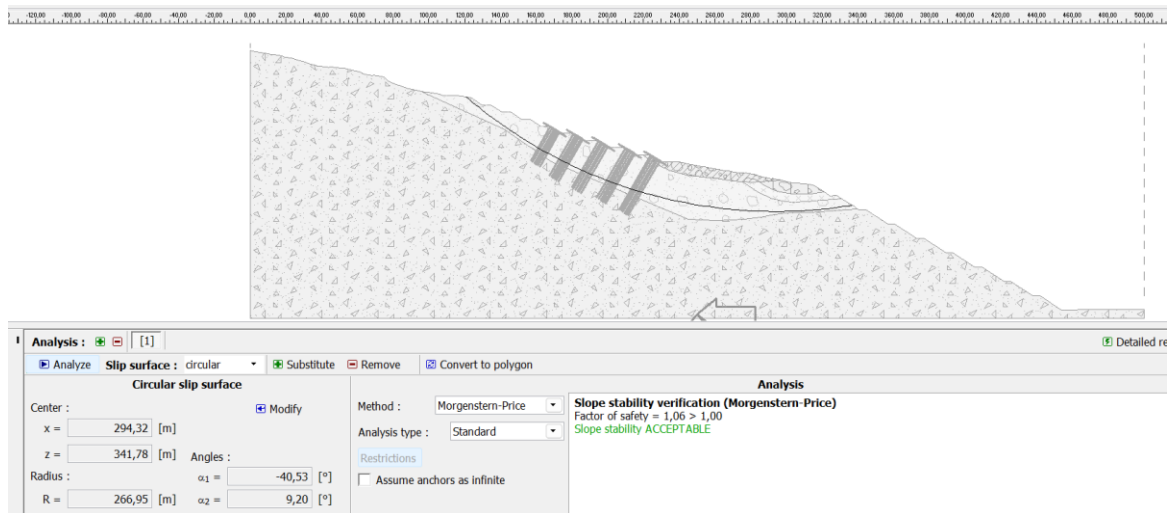 -120,00 -100,00 -80,00 -60,00 -40,00 -20,00 0,00 20,00 40,00 60,00 80,00 100,00 120,00 140,00 160,00 180,00 200,00 220,00 240,00 260,00 280,00 300,00 320,00 340,00 360,00 380,00 400,00 420,00 440,00 460,00 480,00 500,00
Analysis : [1] Detailed re
Analyze Slip surface : circular Substitute Remove Convert to polygon
Circular slip surface
Center :
Modify
x = 294,32 [m]
z = 341,78 [m]
Angles :
Radius :
α1 = -40,53 [°]
R = 266,95 [m]
α2 = 9,20 [°]
Analysis
Method : Morgenstern-Price
Analysis type : Standard
Restrictions
Assume anchors as infinite
Slope stability verification (Morgenstern-Price)
Factor of safety = 1,06 > 1,00
Slope stability ACCEPTABLE